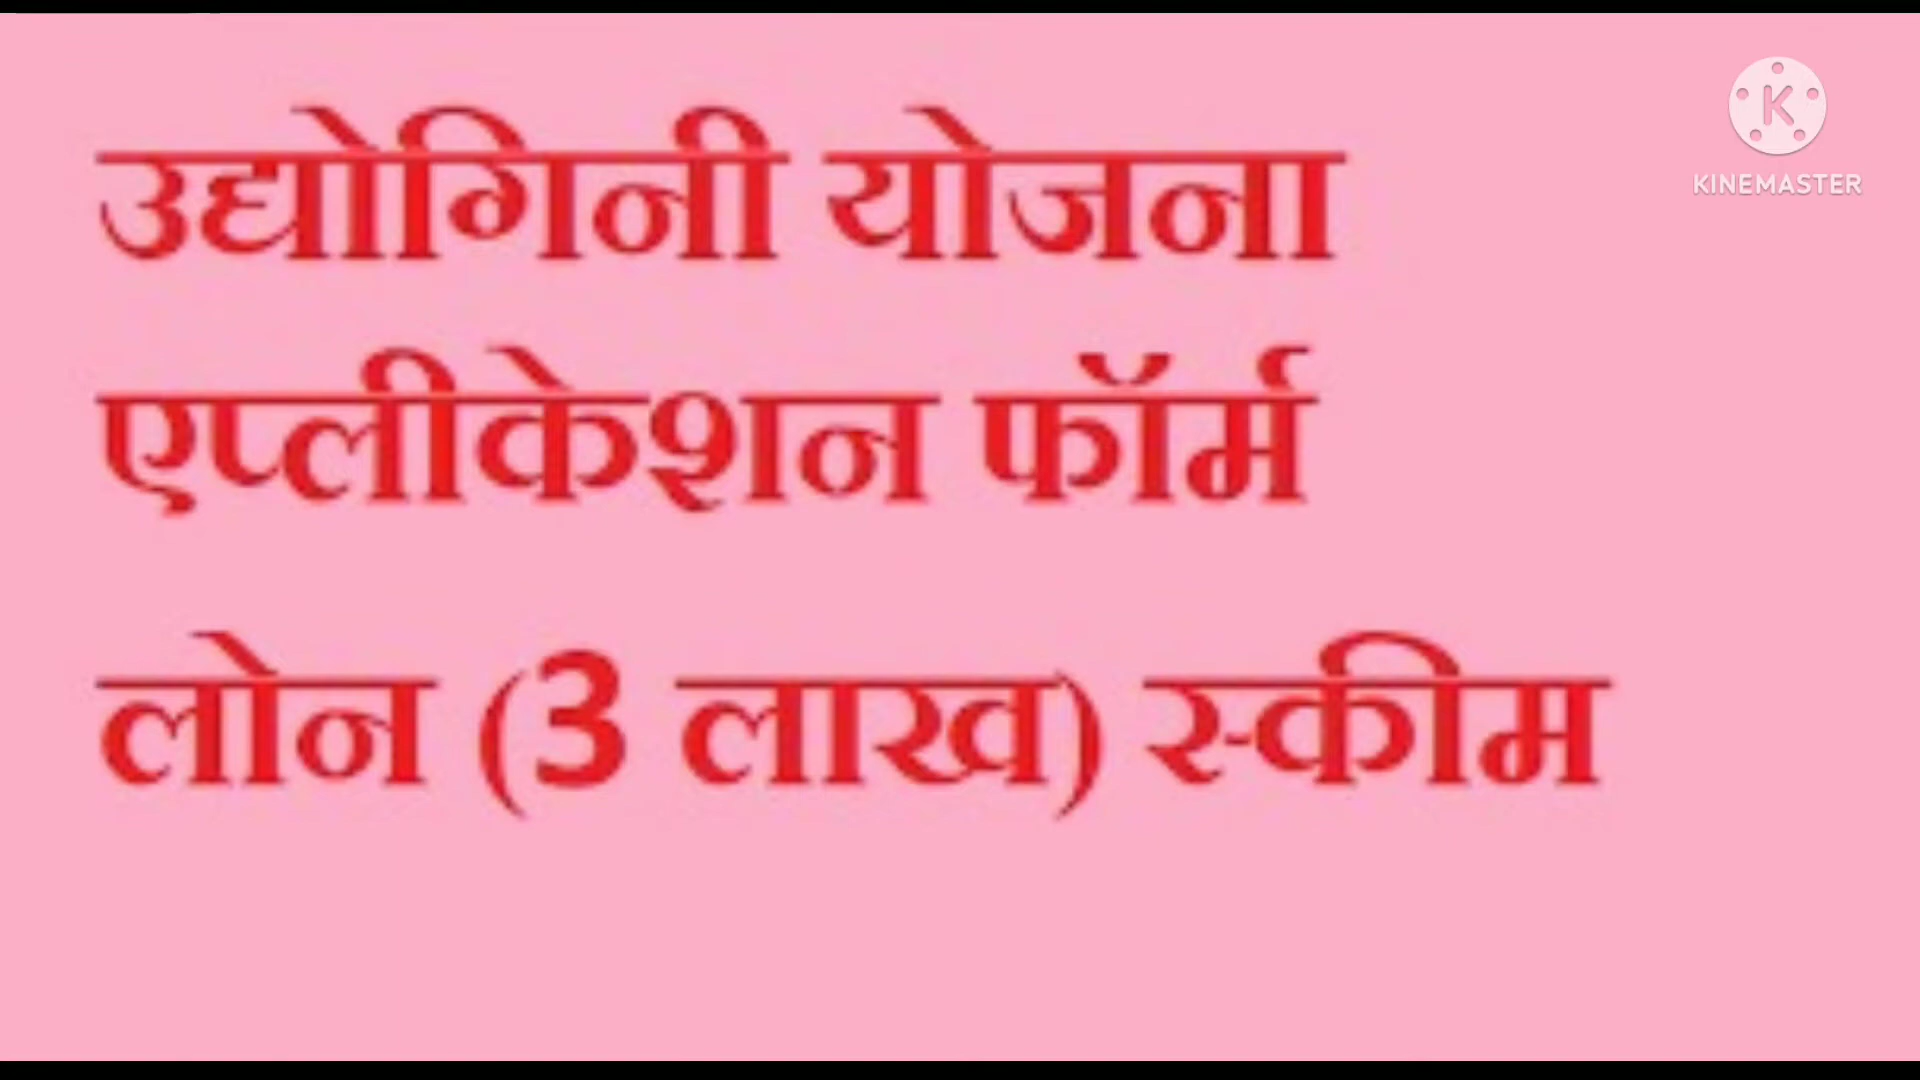 उद्योगिनी योजना
KINEMASTER
एप्लीकेशन फॉर्म
लोन (3 लाख) स्कीम